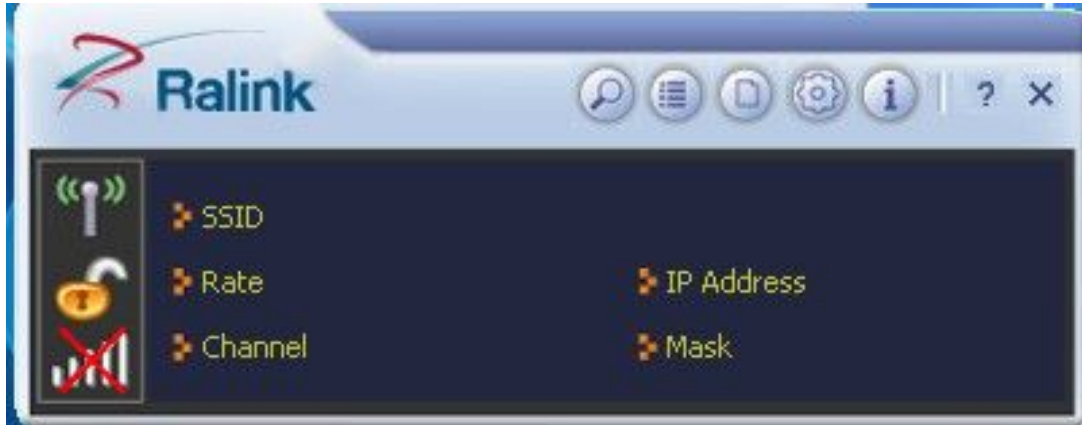 Ralink
? ×
SSID
Rate
IP Address
Channel
Mask